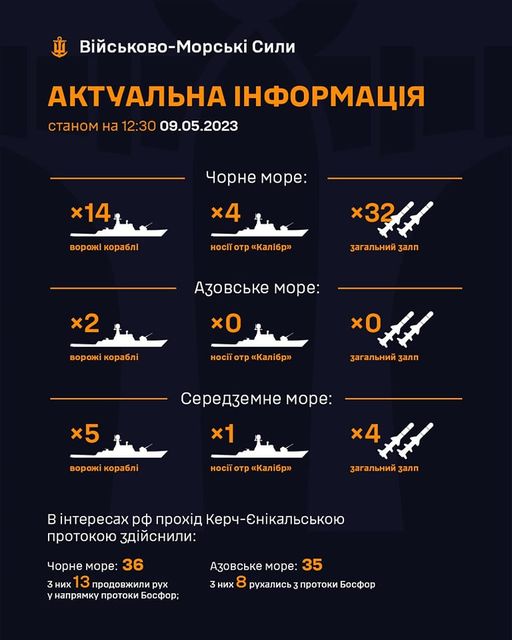 Військово-Морські Сили
АКТУАЛЬНА ІНФОРМАЦІЯ
станом на 12:30 09.05.2023
Чорне море:
×14 ×4 ×32
ворожі кораблі носії отр «Калібр» загальний залп
Азовське море:
×2 ×0 ×0
ворожі кораблі носії отр «Калібр» загальний залп
Середземне море:
×5 ×1 ×4
ворожі кораблі носії отр «Калібр» загальний залп
В інтересах рф прохід Керч-Єнікальською
протокою здійснили:
Чорне море: 36 Азовське море: 35
З них 13 продовжили рух З них 8 рухались з протоки Босфор
у напрямку протоки Босфор;